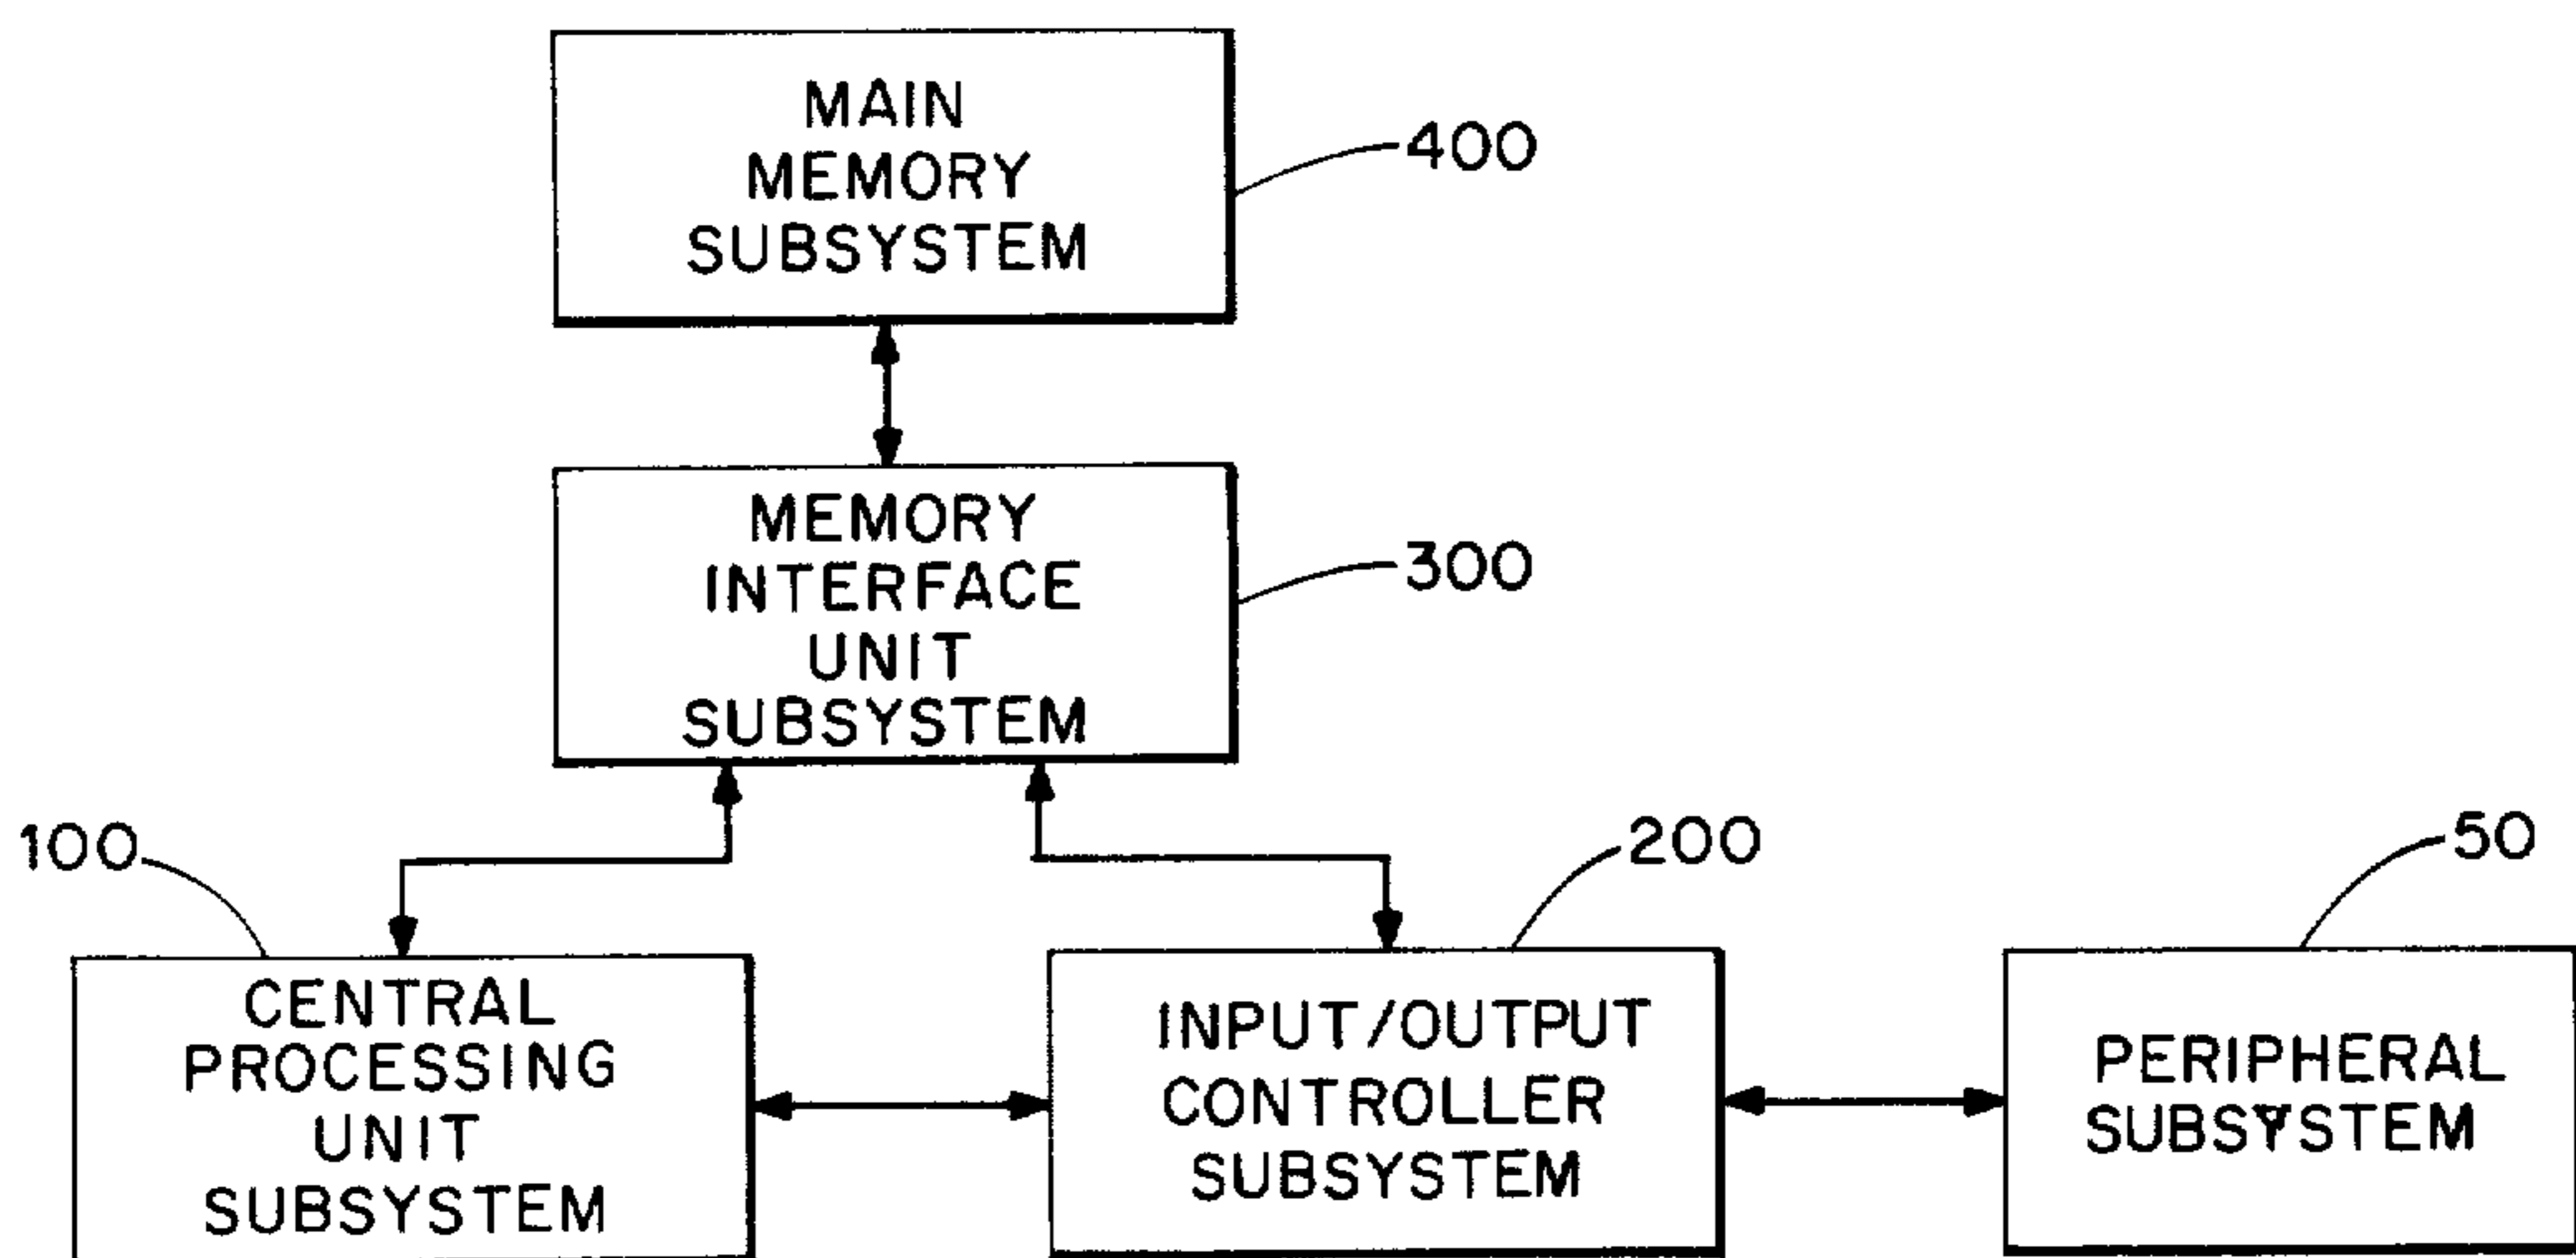 MAIN
MEMORY
SUBSYSTEM
400
MEMORY
INTERFACE
UNIT
SUBSYSTEM
300
100
200
50
CENTRAL
PROCESSING
UNIT
SUBSYSTEM
INPUT/OUTPUT
CONTROLLER
SUBSYSTEM
PERIPHERAL
SUBSYSTEM